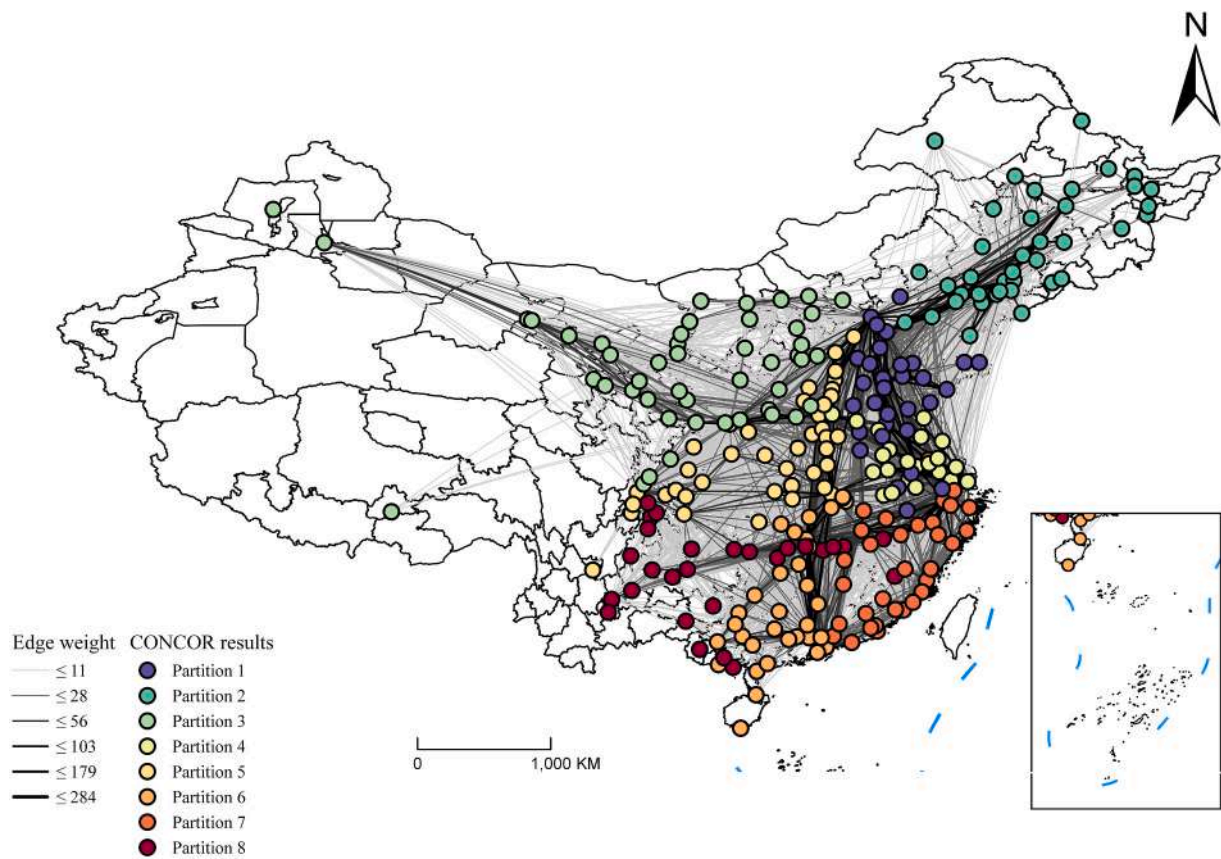 N
Edge weight CONCOR results
≤ 11 Partition 1
≤ 28 Partition 2
≤ 56 Partition 3
≤ 103 Partition 4
≤ 179 Partition 5
≤ 284 Partition 6
Partition 7
Partition 8
0 1,000 KM